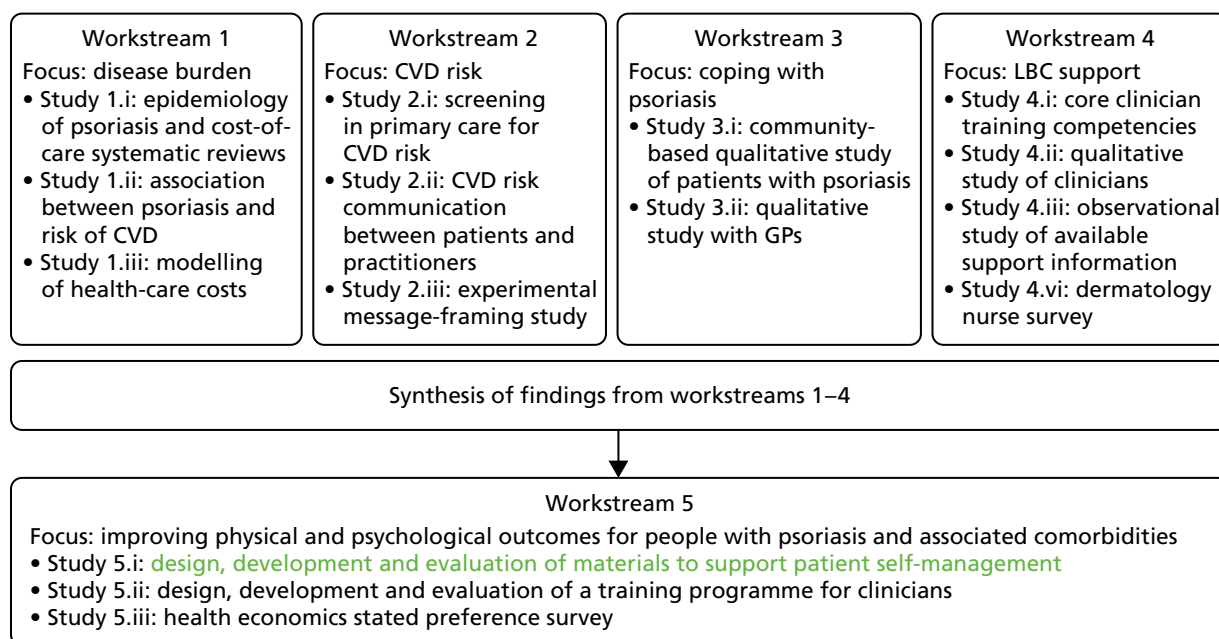 Workstream 1
Focus: disease burden
• Study 1.i: epidemiology
of psoriasis and cost-of-
care systematic reviews
• Study 1.ii: association
between psoriasis and
risk of CVD
• Study 1.iii: modelling
of health-care costs
Workstream 2
Focus: CVD risk
• Study 2.i: screening
in primary care for
CVD risk
• Study 2.ii: CVD risk
communication
between patients and
practitioners
• Study 2.iii: experimental
message-framing study
Workstream 3
Focus: coping with
psoriasis
• Study 3.i: community-
based qualitative study
of patients with psoriasis
• Study 3.ii: qualitative
study with GPs
Workstream 4
Focus: LBC support
• Study 4.i: core clinician
training competencies
• Study 4.ii: qualitative
study of clinicians
• Study 4.iii: observational
study of available
support information
• Study 4.vi: dermatology
nurse survey
Synthesis of findings from workstreams 1–4
Workstream 5
Focus: improving physical and psychological outcomes for people with psoriasis and associated comorbidities
• Study 5.i: design, development and evaluation of materials to support patient self-management
• Study 5.ii: design, development and evaluation of a training programme for clinicians
• Study 5.iii: health economics stated preference survey